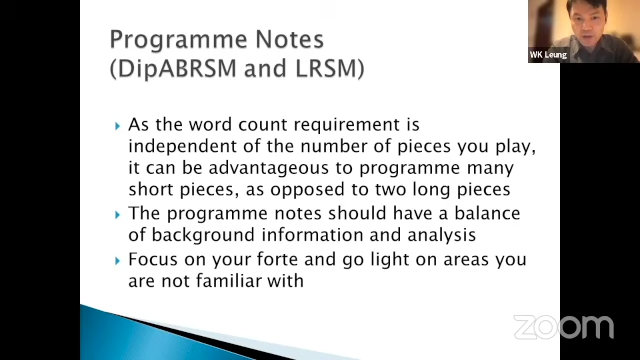 Programme Notes
(DipABRSM and LRSM)
WK Leung
As the word count requirement is
independent of the number of pieces you play,
it can be advantageous to programme many
short pieces, as opposed to two long pieces
The programme notes should have a balance
of background information and analysis
Focus on your forte and go light on areas you
are not familiar with
zoom